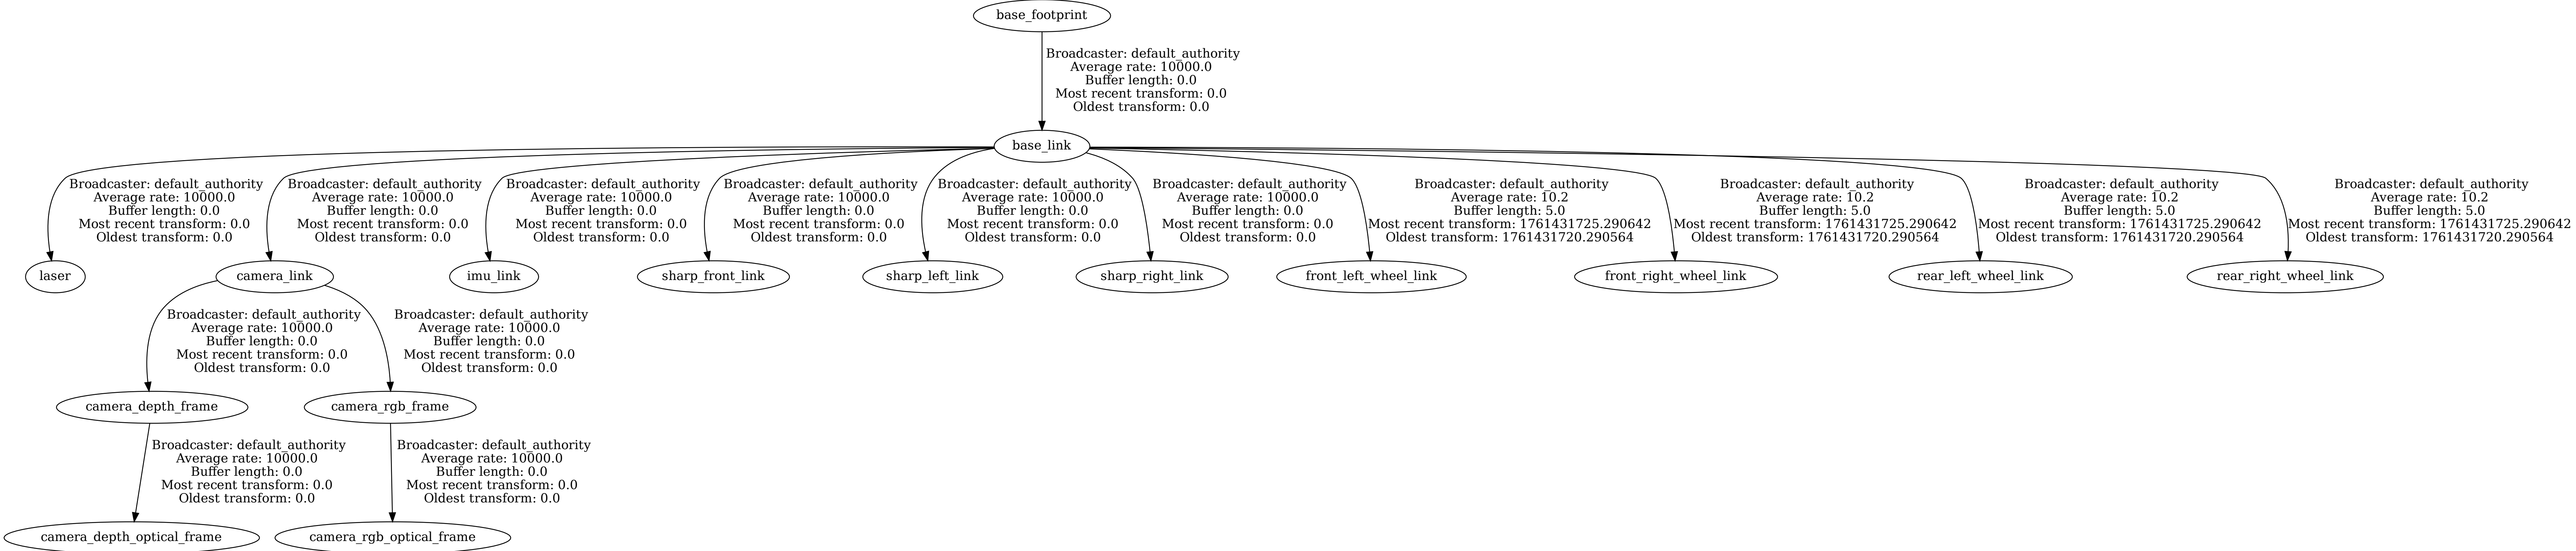 base_footprint
Broadcaster: default_authority
Average rate: 10000.0
Buffer length: 0.0
Most recent transform: 0.0
Oldest transform: 0.0
base_link
Broadcaster: default_authority
Average rate: 10000.0
Buffer length: 0.0
Most recent transform: 0.0
Oldest transform: 0.0
Broadcaster: default_authority
Average rate: 10000.0
Buffer length: 0.0
Most recent transform: 0.0
Oldest transform: 0.0
Broadcaster: default_authority
Average rate: 10000.0
Buffer length: 0.0
Most recent transform: 0.0
Oldest transform: 0.0
Broadcaster: default_authority
Average rate: 10000.0
Buffer length: 0.0
Most recent transform: 0.0
Oldest transform: 0.0
Broadcaster: default_authority
Average rate: 10000.0
Buffer length: 0.0
Most recent transform: 0.0
Oldest transform: 0.0
Broadcaster: default_authority
Average rate: 10000.0
Buffer length: 0.0
Most recent transform: 0.0
Oldest transform: 0.0
Broadcaster: default_authority
Average rate: 10.2
Buffer length: 5.0
Most recent transform: 1761431725.290642
Oldest transform: 1761431720.290564
Broadcaster: default_authority
Average rate: 10.2
Buffer length: 5.0
Most recent transform: 1761431725.290642
Oldest transform: 1761431720.290564
Broadcaster: default_authority
Average rate: 10.2
Buffer length: 5.0
Most recent transform: 1761431725.290642
Oldest transform: 1761431720.290564
Broadcaster: default_authority
Average rate: 10.2
Buffer length: 5.0
Most recent transform: 1761431725.290642
Oldest transform: 1761431720.290564
laser
camera_link
imu_link
sharp_front_link
sharp_left_link
sharp_right_link
front_left_wheel_link
front_right_wheel_link
rear_left_wheel_link
rear_right_wheel_link
Broadcaster: default_authority
Average rate: 10000.0
Buffer length: 0.0
Most recent transform: 0.0
Oldest transform: 0.0
Broadcaster: default_authority
Average rate: 10000.0
Buffer length: 0.0
Most recent transform: 0.0
Oldest transform: 0.0
camera_depth_frame
camera_rgb_frame
Broadcaster: default_authority
Average rate: 10000.0
Buffer length: 0.0
Most recent transform: 0.0
Oldest transform: 0.0
Broadcaster: default_authority
Average rate: 10000.0
Buffer length: 0.0
Most recent transform: 0.0
Oldest transform: 0.0
camera_depth_optical_frame
camera_rgb_optical_frame